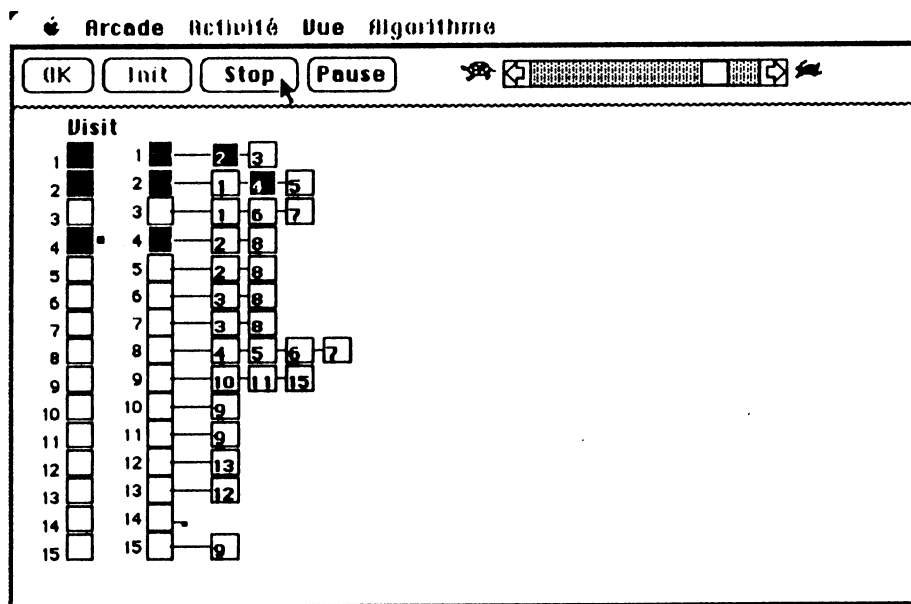 Arcade Activité Vue Algorithme
OK Init Stop Pause
Visit
1 1 2 3
2 2 1 4 5
3 3 1 6 7
4 4 2 8
5 5 2 8
6 6 3 8
7 7 3 8
8 8 4 5 6 7
9 9 10 11 15
10 10 9
11 11 9
12 12 13
13 13 12
14 14
15 15 9